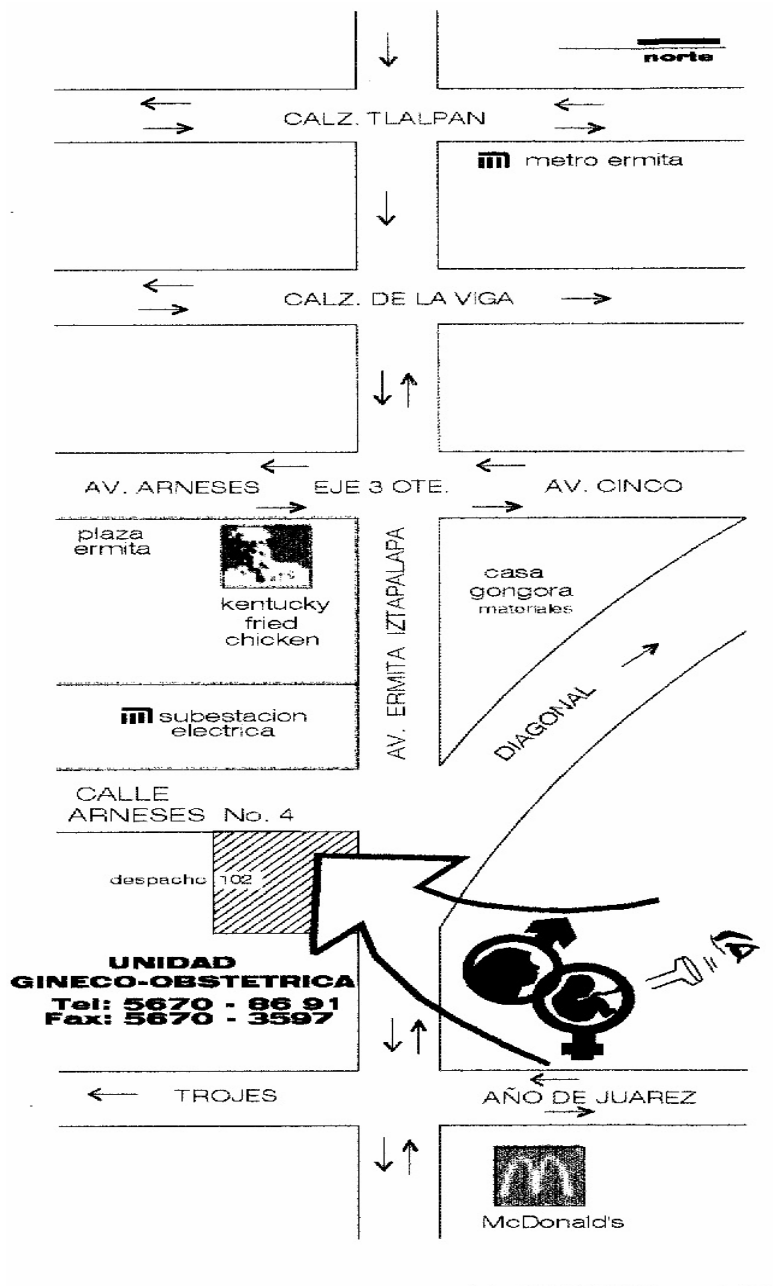 norte
CALZ. TLALPAN
metro ermita
CALZ. DE LA VIGA
AV. ARNESES EJE 3 OTE. AV. CINCO
plaza
ermita
kentucky
fried
chicken
AV. ERMITA IZTAPALAPA
casa
gongora
materiales
DIAGONAL
subestacion
electrica
CALLE
ARNESES No. 4
despacho 102
UNIDAD
GINECO-OBSTETRICA
Tel: 5670 - 86 91
Fax: 5670 - 3597
TROJES
AÑO DE JUAREZ
McDonald's